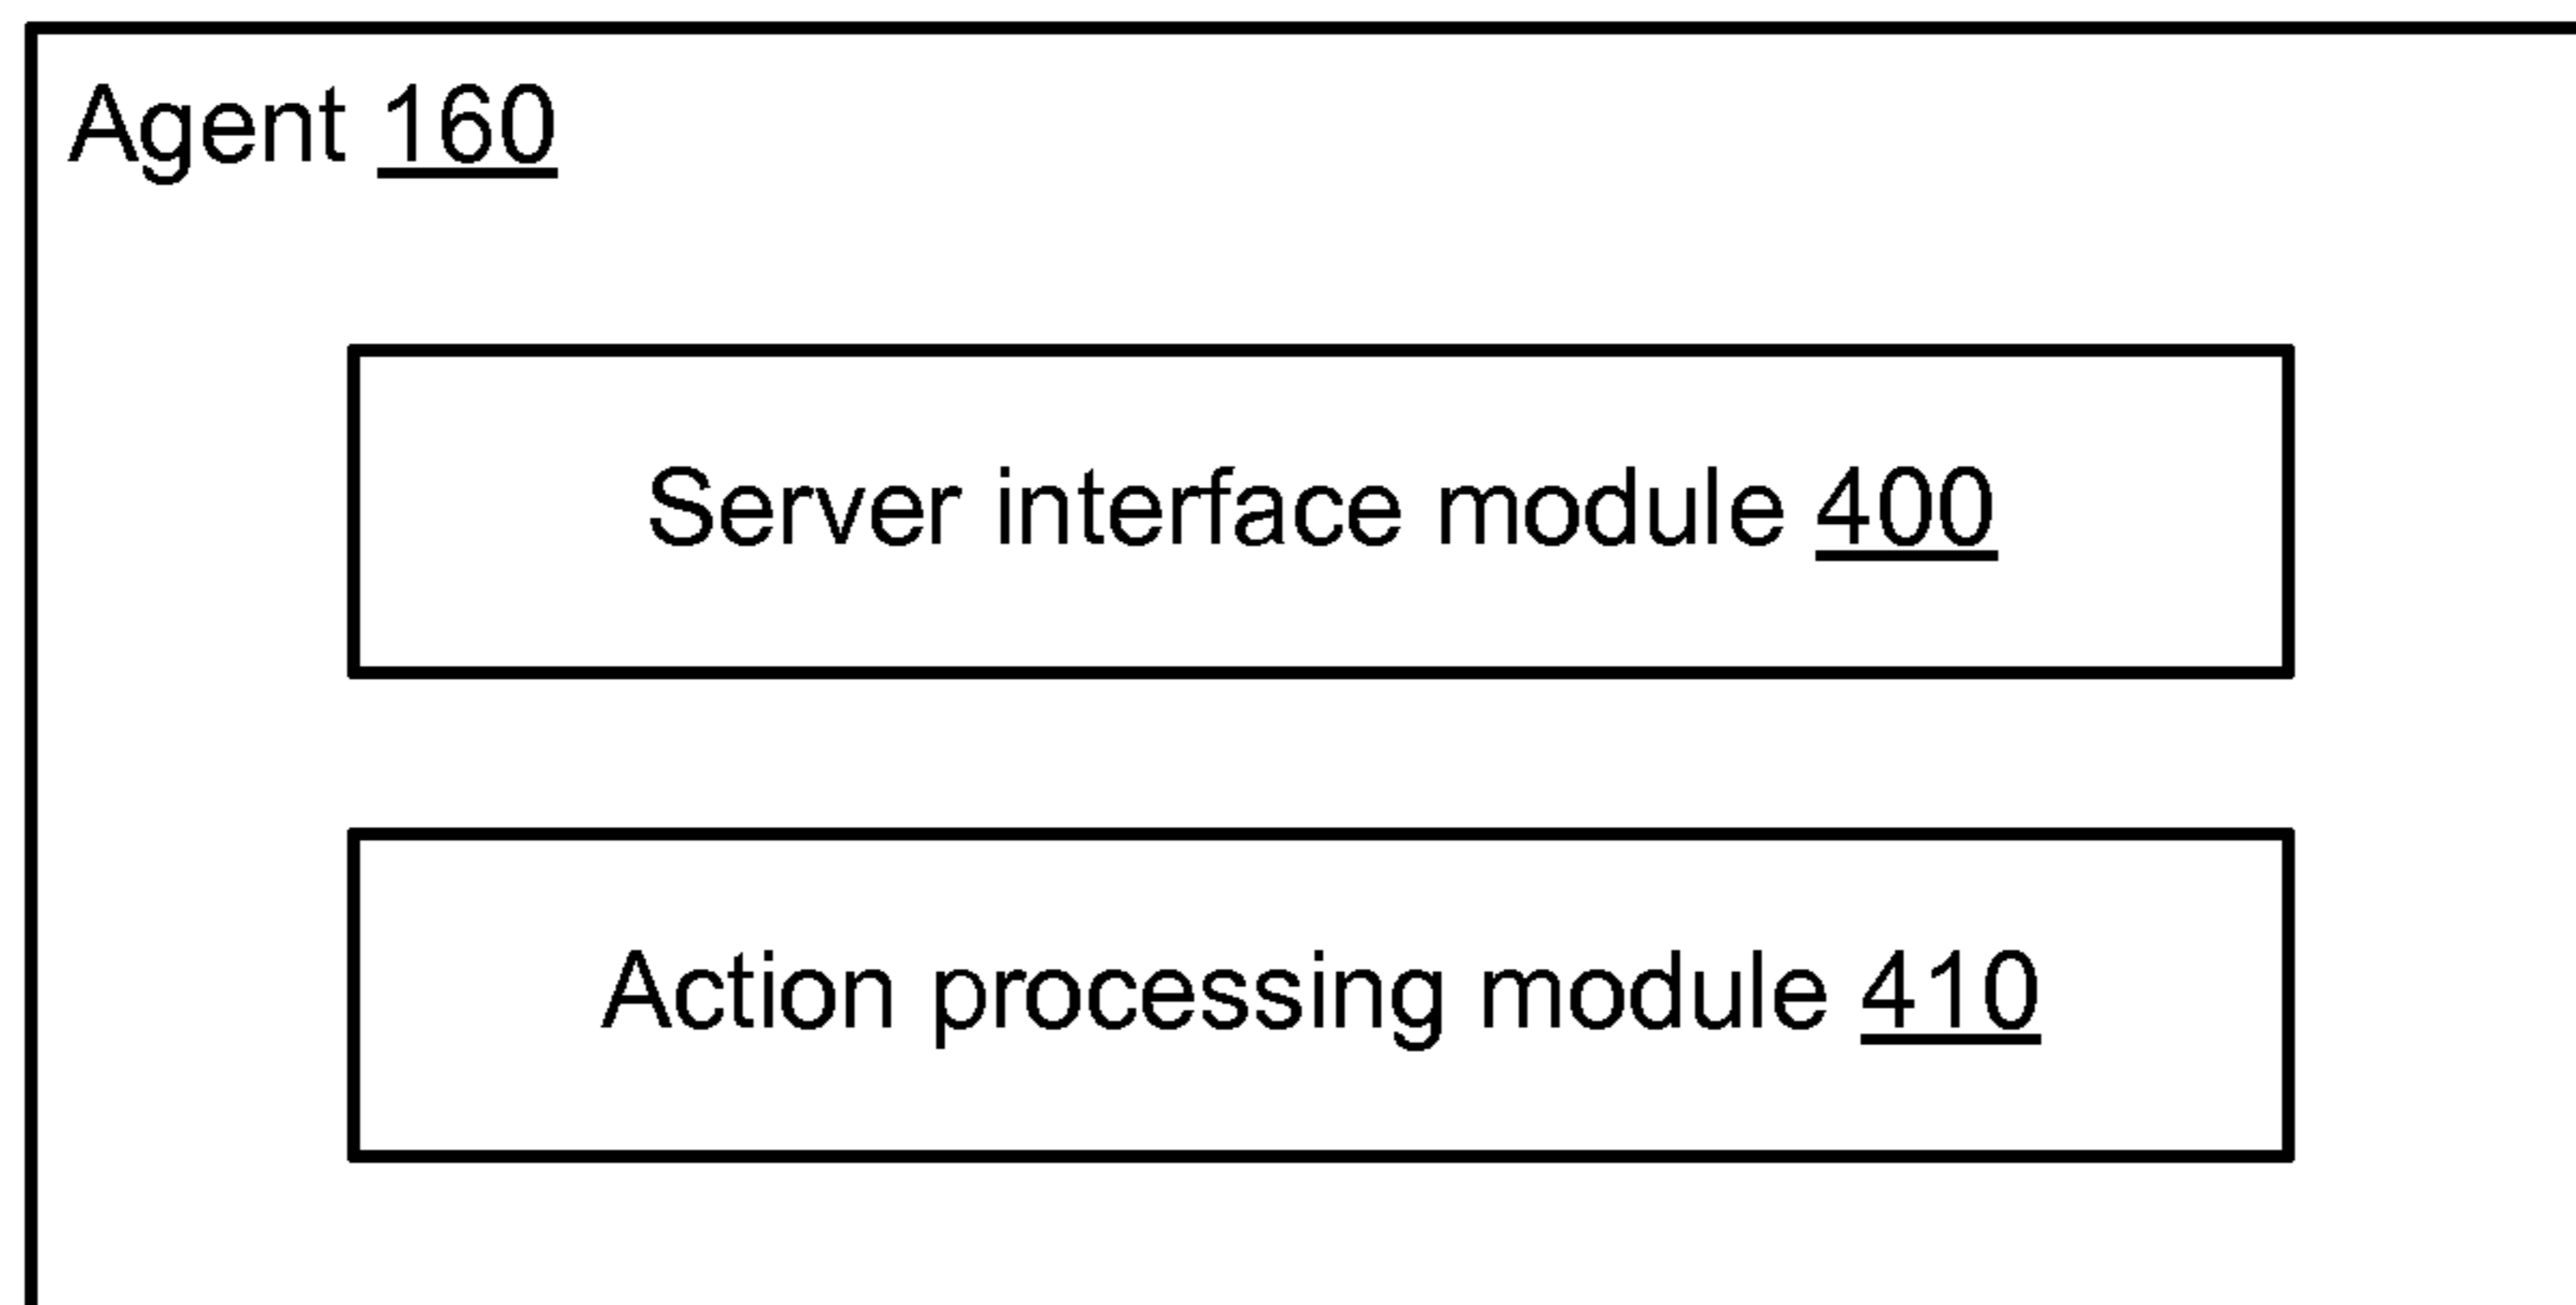 Agent 160
Server interface module 400
Action processing module 410